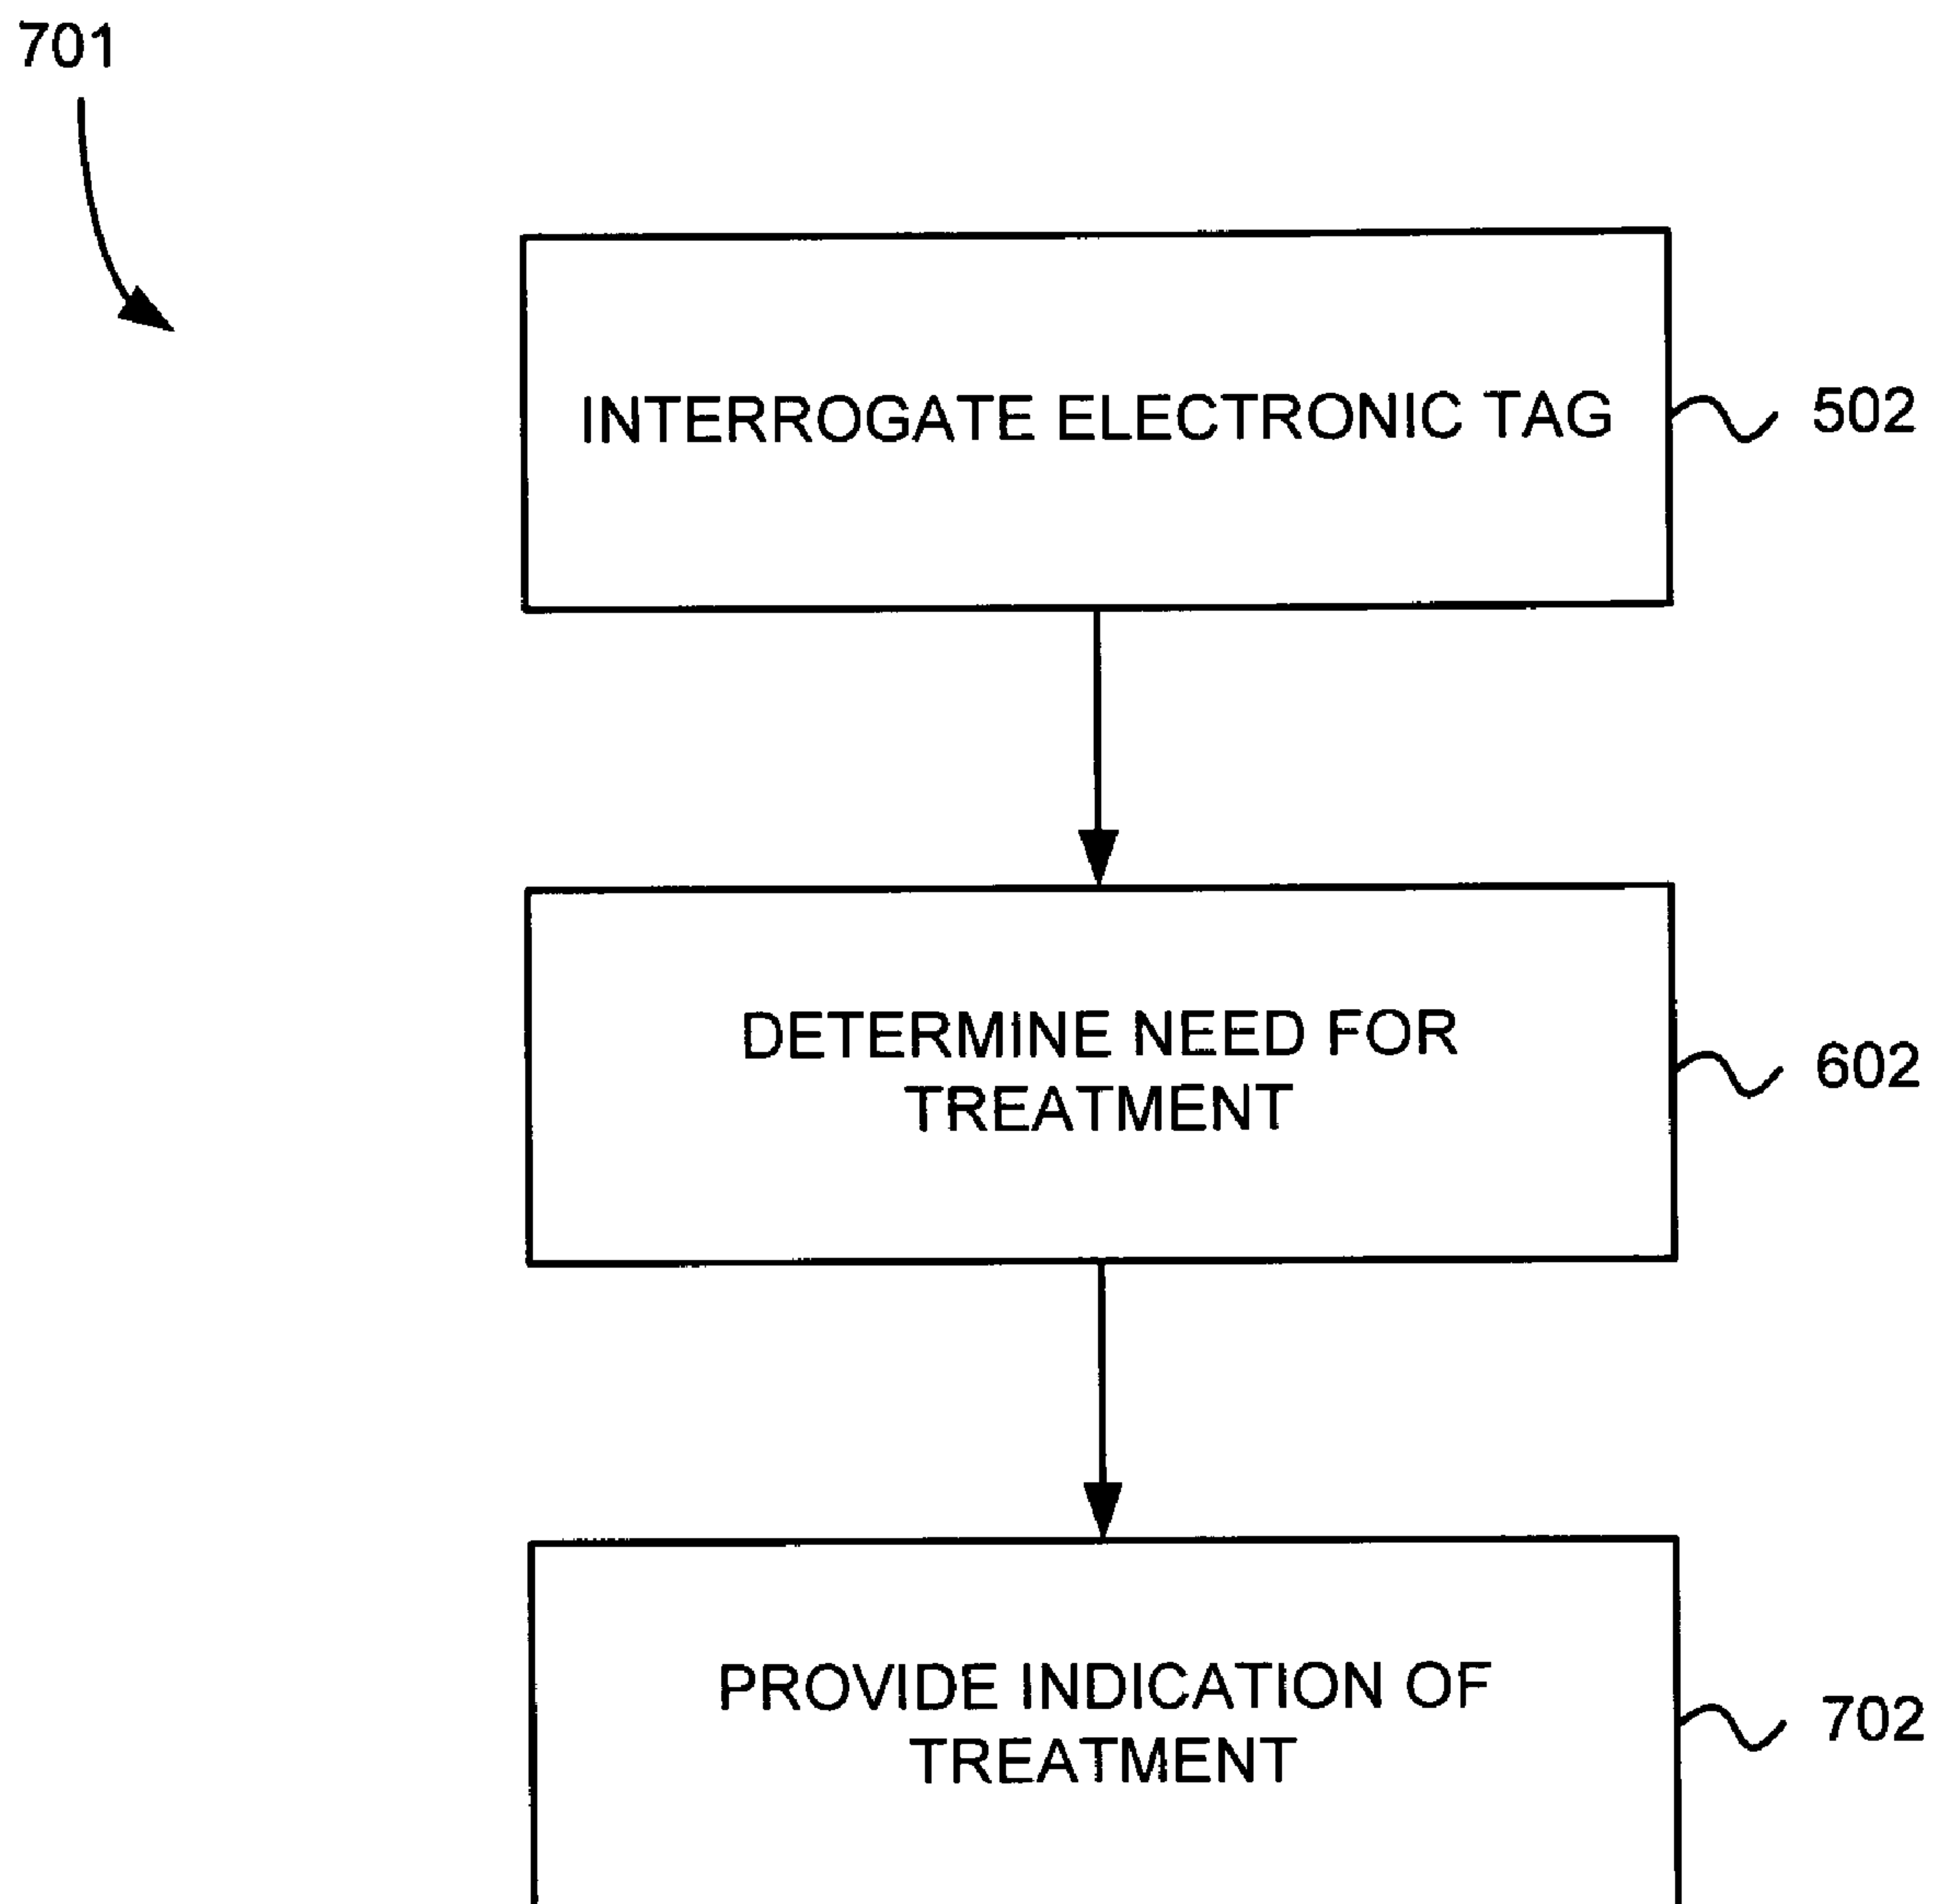 701
INTERROGATE ELECTRONIC TAG
502
DETERMINE NEED FOR
TREATMENT
602
PROVIDE INDICATION OF
TREATMENT
702